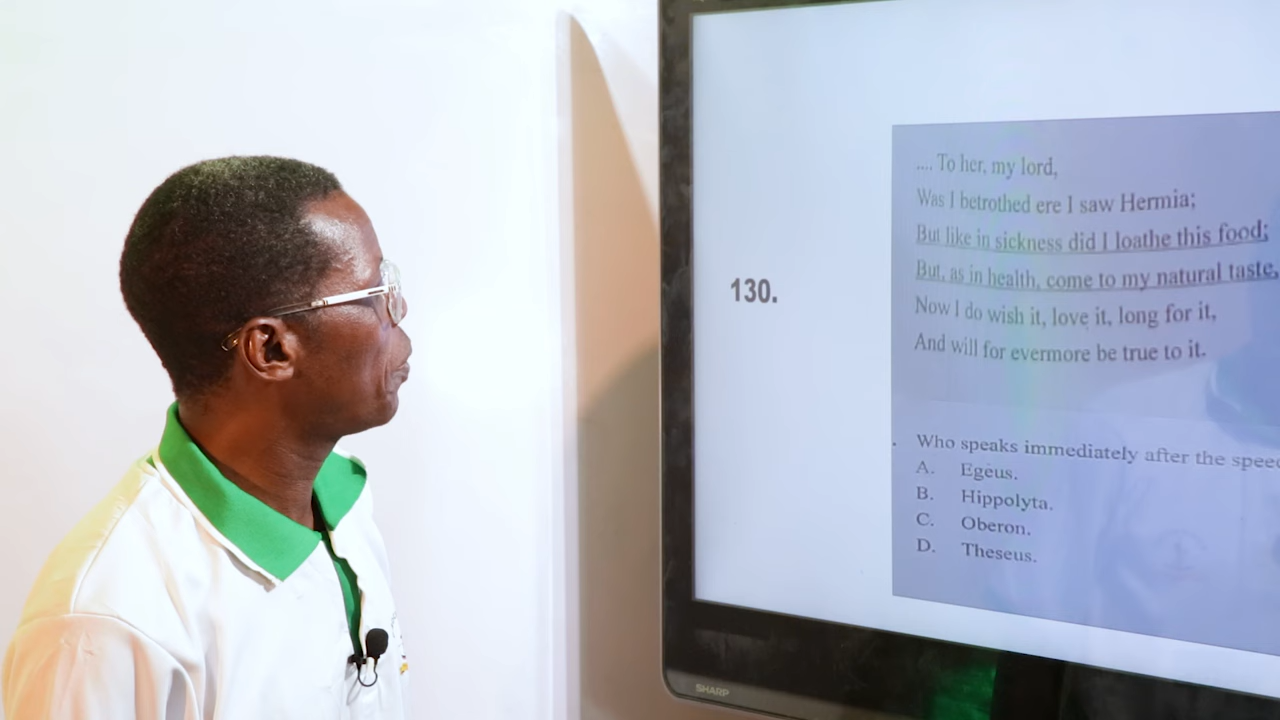 .... To her, my lord,
Was I betrothed ere I saw Hermia;
But like in sickness did I loathe this food;
But, as in health, come to my natural taste,
130.
Now I do wish it, love it, long for it,
And will for evermore be true to it.
. Who speaks immediately after the
A. Egeus.
B. Hippolyta.
C. Oberon.
D. Theseus.
SHARP